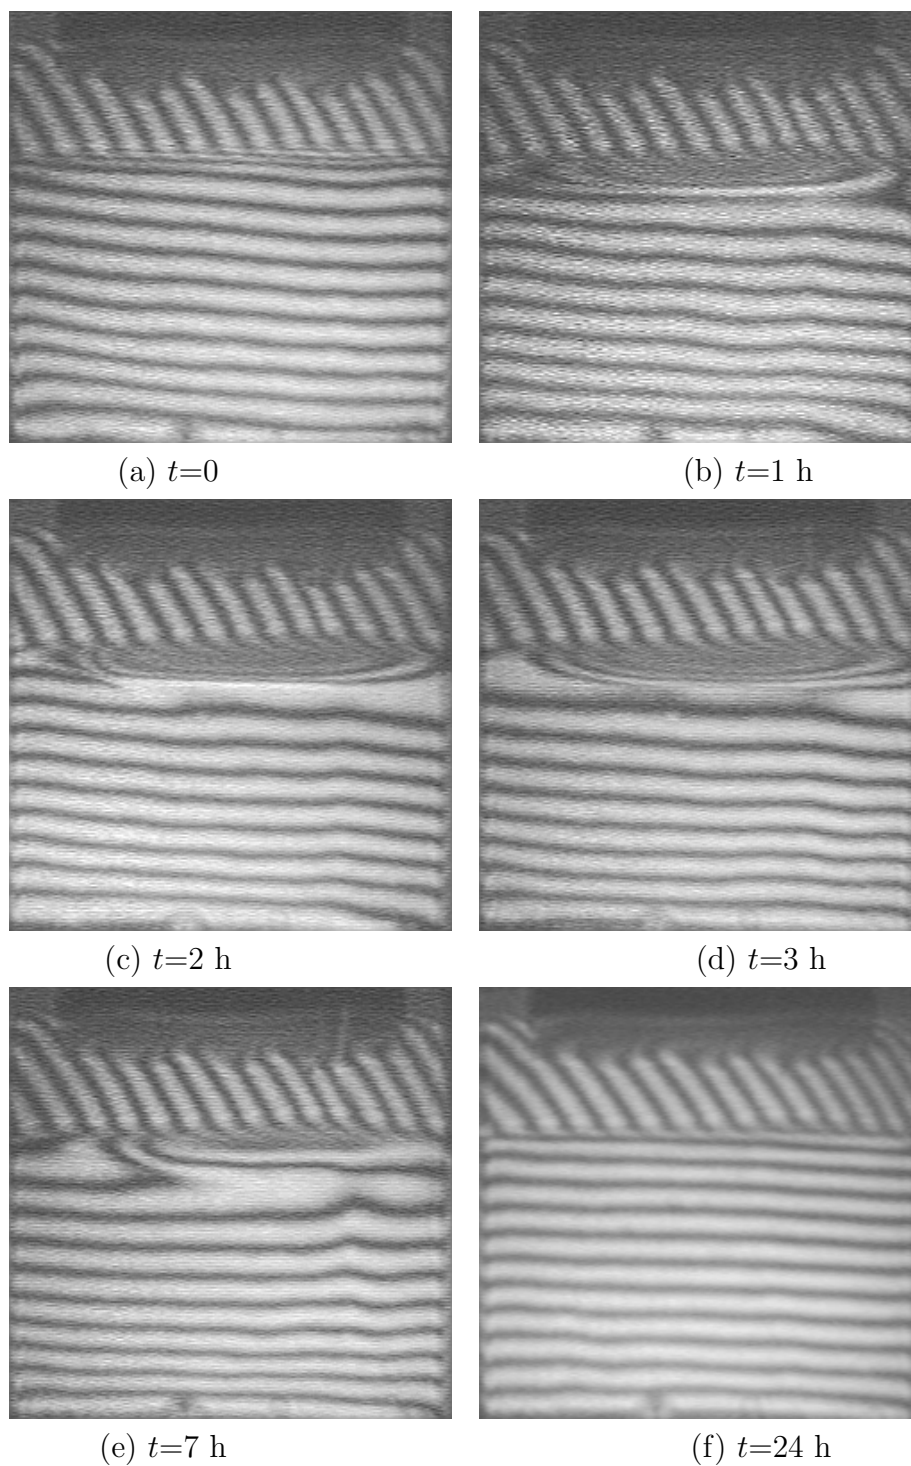 (a) t=0
(b) t=1 h
(c) t=2 h
(d) t=3 h
(e) t=7 h
(f) t=24 h